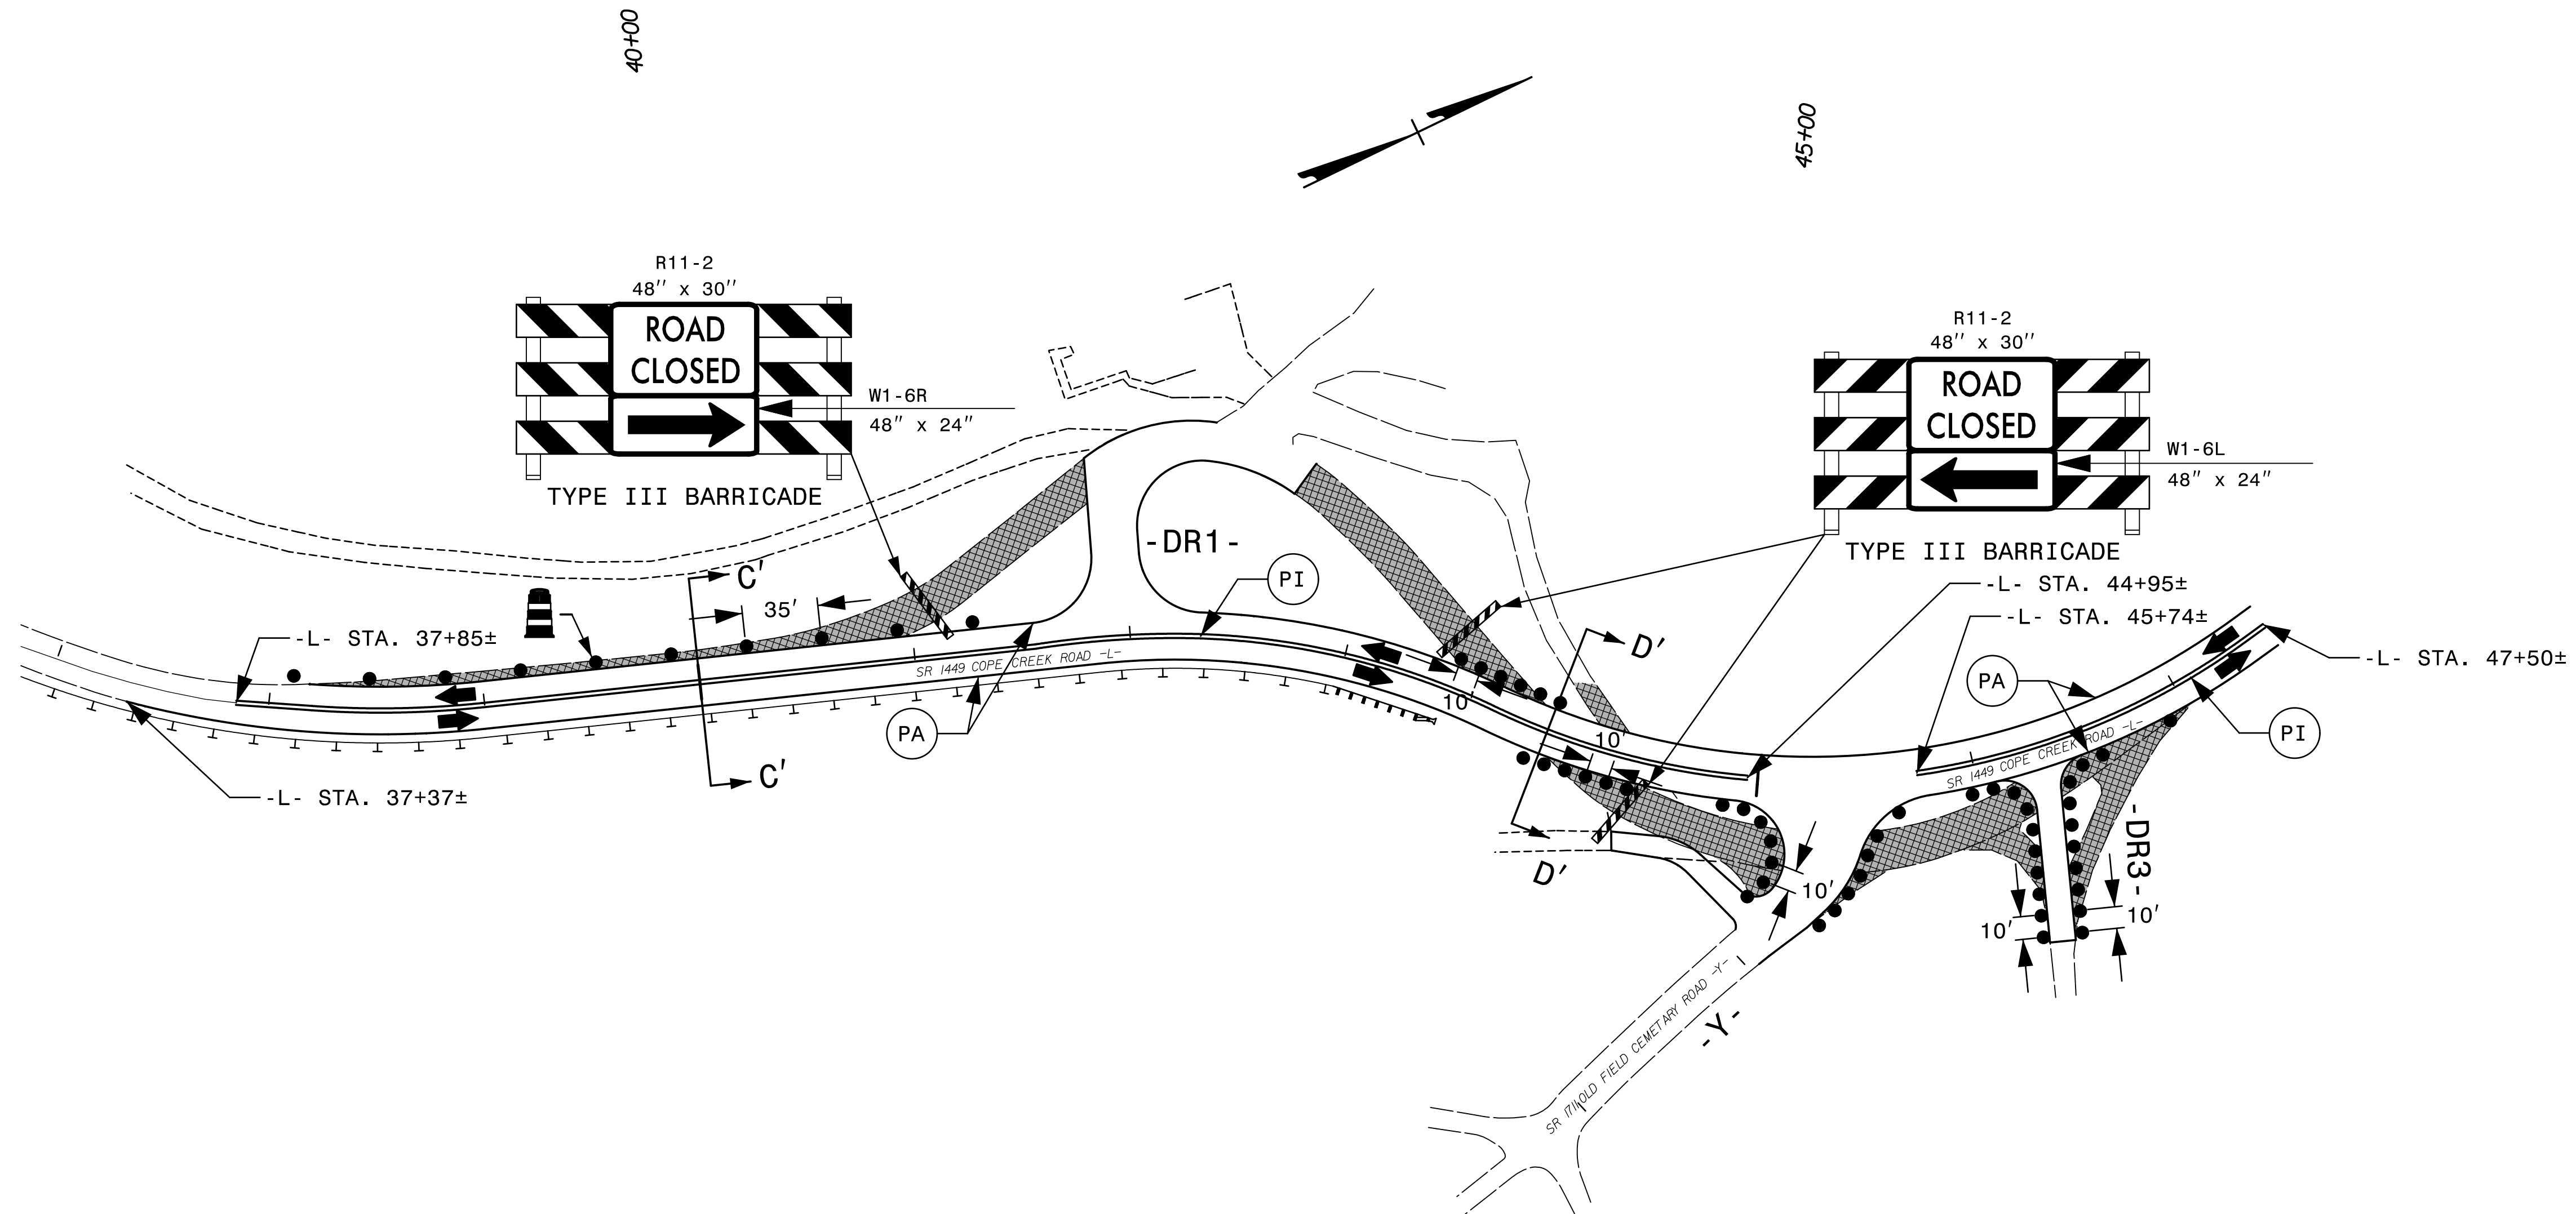 40+00
45+00
R11-2
48" x 30"
ROAD
CLOSED
W1-6R
48" x 24"
TYPE III BARRICADE
R11-2
48" x 30"
ROAD
CLOSED
W1-6L
48" x 24"
TYPE III BARRICADE
-L- STA. 37+85±
C'
35'
-DR1-
PI
-L- STA. 44+95±
-L- STA. 45+74±
D'
SR 1449 COPE CREEK ROAD -L-
PA
10'
10'
PA
-L- STA. 47+50±
PI
SR 1449 COPE CREEK ROAD -L-
C'
-L- STA. 37+37±
D'
10'
-DR3-
10'
10'
SR 1711 OLD FIELD CEMETARY ROAD -Y-
-Y-